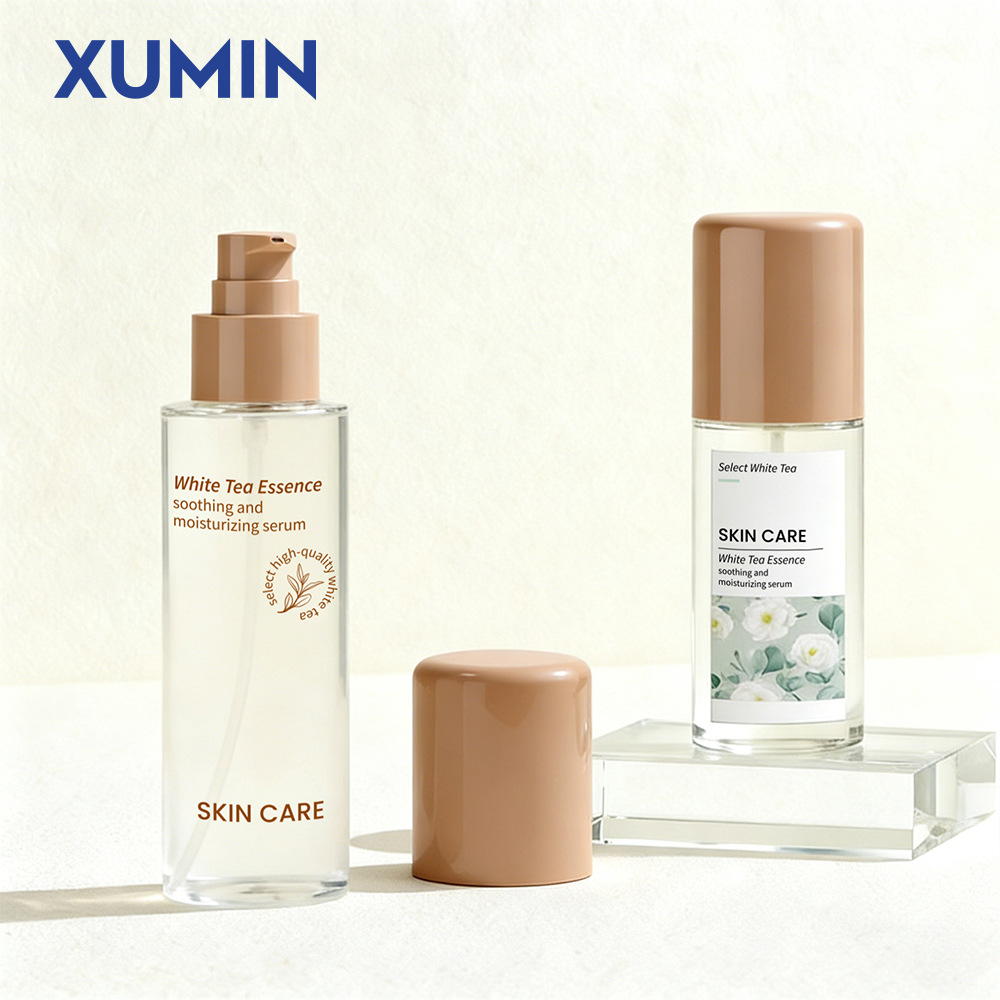 XUMIN
White Tea Essence
soothing and
moisturizing serum
select high-quality white tea
SKIN CARE
Select White Tea
SKIN CARE
White Tea Essence
soothing and
moisturizing serum